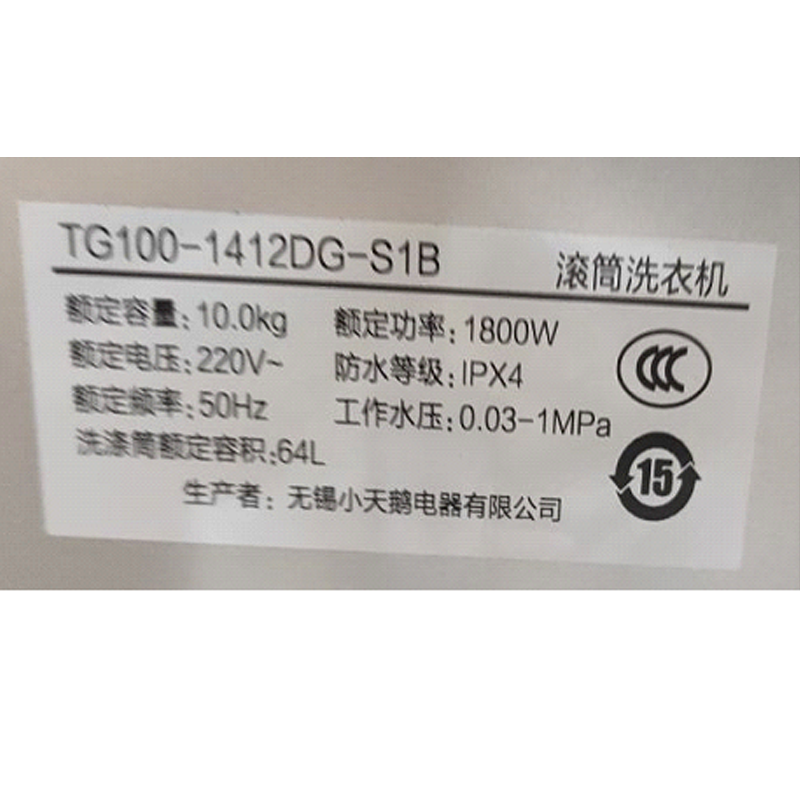 TG100-1412DG-S1B 滚筒洗衣机
额定容量:10.0kg 额定功率:1800W
额定电压:220V~ 防水等级:IPX4
额定频率:50Hz 工作水压:0.03-1MPa
洗涤筒额定容积:64L
生产者：无锡小天鹅电器有限公司
CCC
15